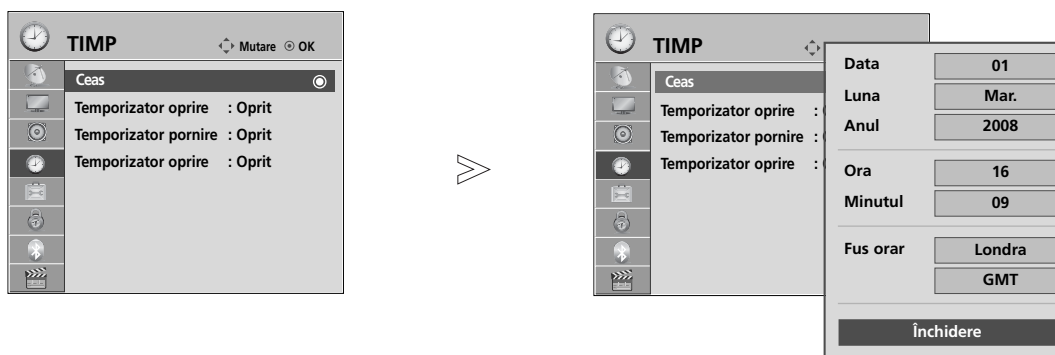 TIMP
Mutare OK
Ceas
Temporizator oprire : Oprit
Temporizator pornire : Oprit
Temporizator oprire : Oprit
TIMP
Ceas
Temporizator oprire :
Temporizator pornire :
Temporizator oprire :
Data 01
Luna Mar.
Anul 2008
Ora 16
Minutul 09
Fus orar Londra
GMT
Închidere